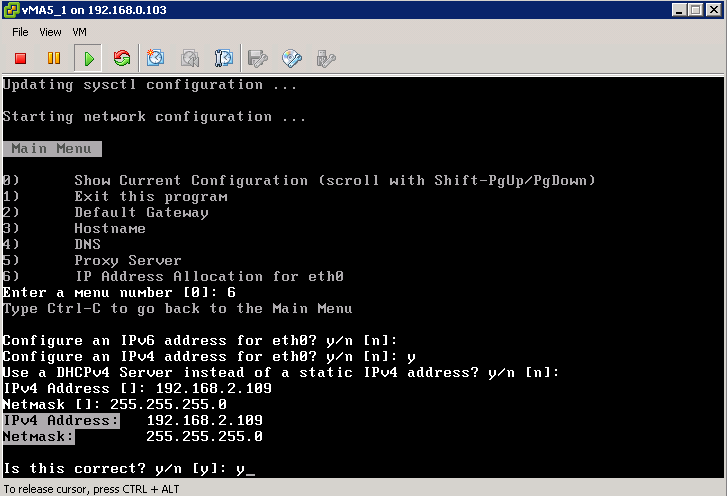 vMA5_1 on 192.168.0.103
File View VM
Updating sysctl configuration ...
Starting network configuration ...
Main Menu
0) Show Current Configuration (scroll with Shift-PgUp/PgDown)
1) Exit this program
2) Default Gateway
3) Hostname
4) DNS
5) Proxy Server
6) IP Address Allocation for eth0
Enter a menu number [0]: 6
Type Ctrl-C to go back to the Main Menu
Configure an IPv6 address for eth0? y/n [n]:
Configure an IPv4 address for eth0? y/n [n]: y
Use a DHCPv4 Server instead of a static IPv4 address? y/n [n]:
IPv4 Address []: 192.168.2.109
Netmask []: 255.255.255.0
IPv4 Address: 192.168.2.109
Netmask: 255.255.255.0
Is this correct? y/n [y]: y_
To release cursor, press CTRL + ALT